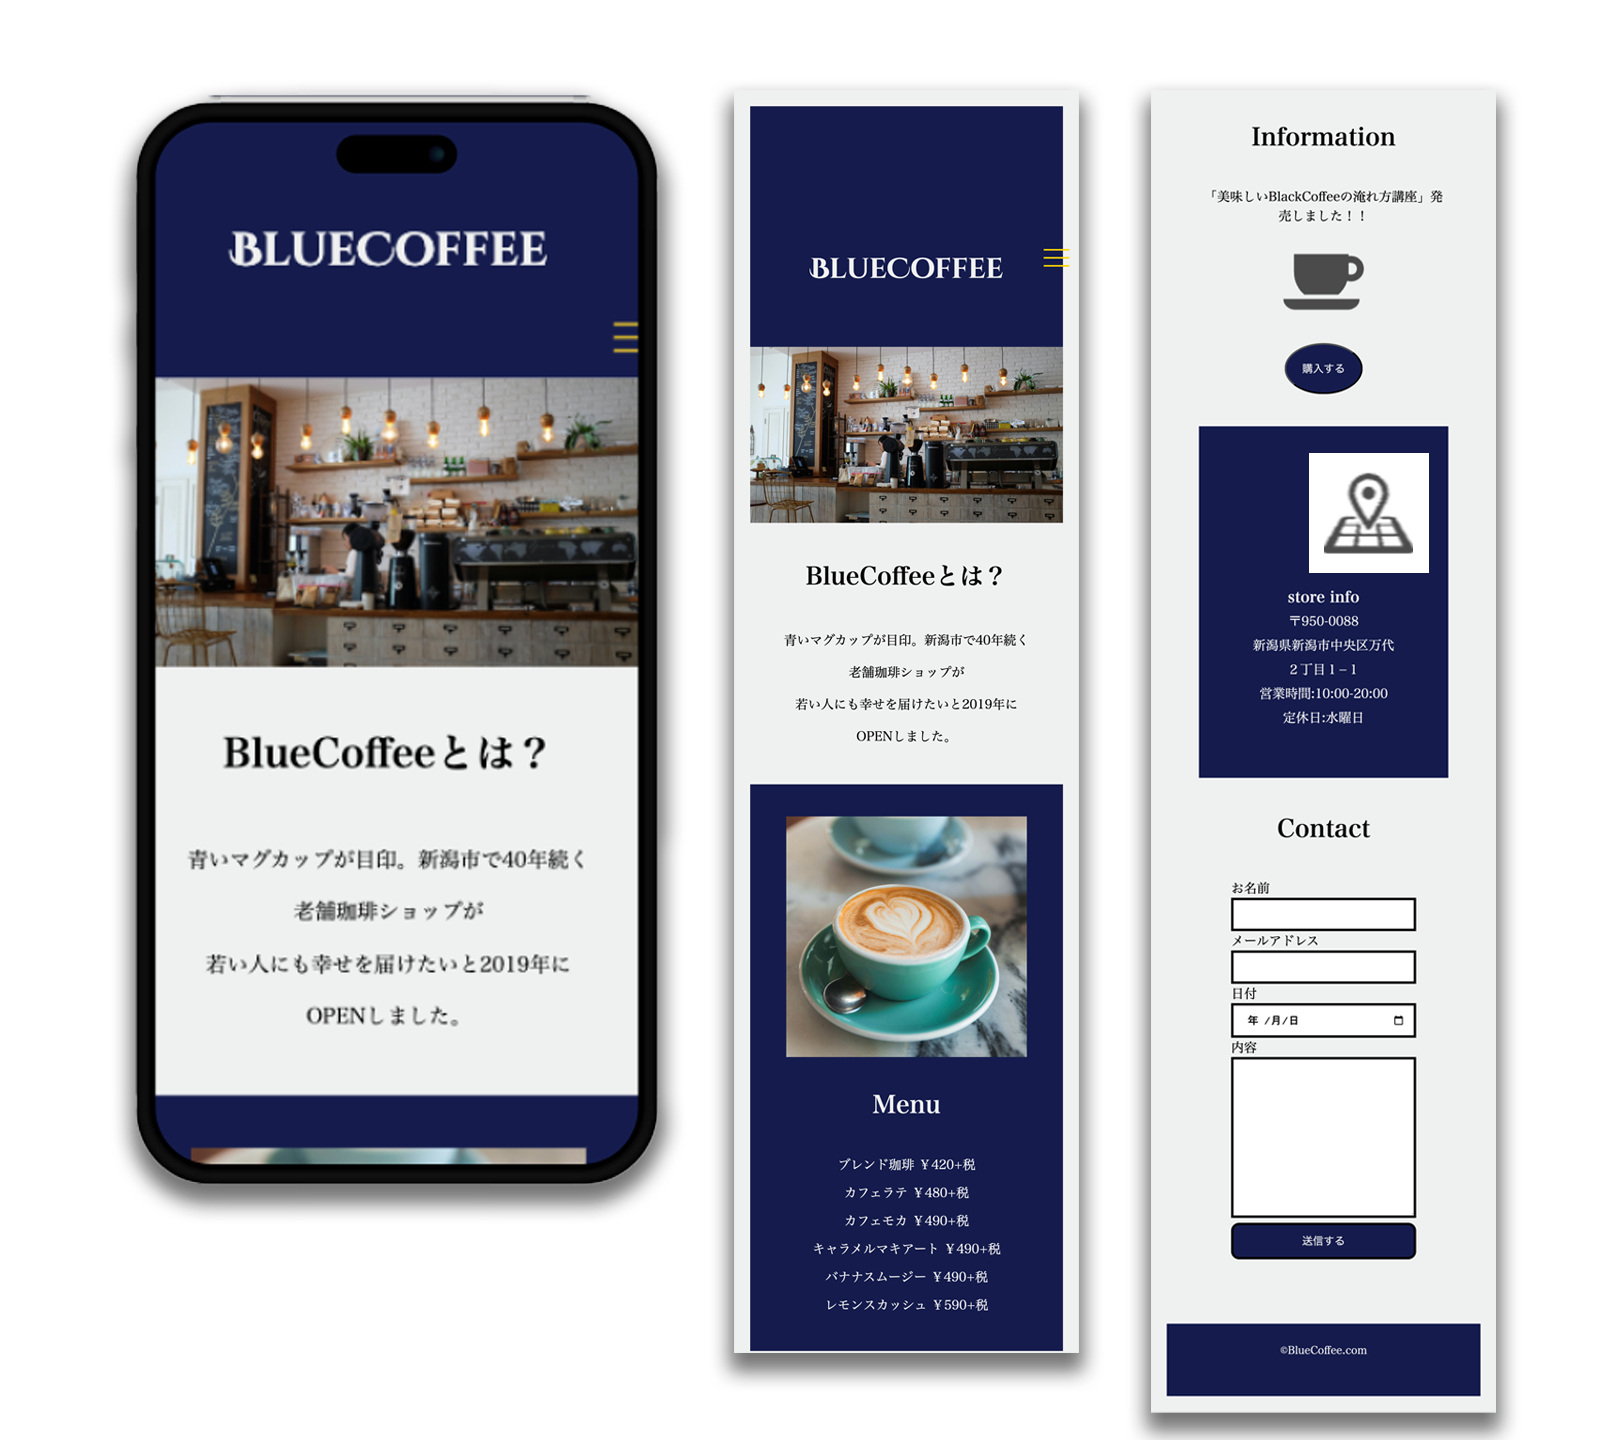 BLUECOFFEE
BlueCoffeeとは？
青いマグカップが目印。新潟市で40年続く
老舗珈琲ショップが
若い人にも幸せを届けたいと2019年に
OPENしました。
BLUECOFFEE
BlueCoffeeとは？
青いマグカップが目印。新潟市で40年続く
老舗珈琲ショップが
若い人にも幸せを届けたいと2019年に
OPENしました。
Menu
ブレンド珈琲 ￥420+税
カフェラテ ￥480+税
カフェモカ ￥490+税
キャラメルマキアート ￥490+税
バナナスムージー ￥490+税
レモンスカッシュ ￥590+税
Information
「美味しいBlackCoffeeの淹れ方講座」発
売しました！！
購入する
store info
〒950-0088
新潟県新潟市中央区万代
２丁目１−１
営業時間:10:00-20:00
定休日:水曜日
Contact
お名前
メールアドレス
日付
年 /月/日
内容
送信する
©BlueCoffee.com